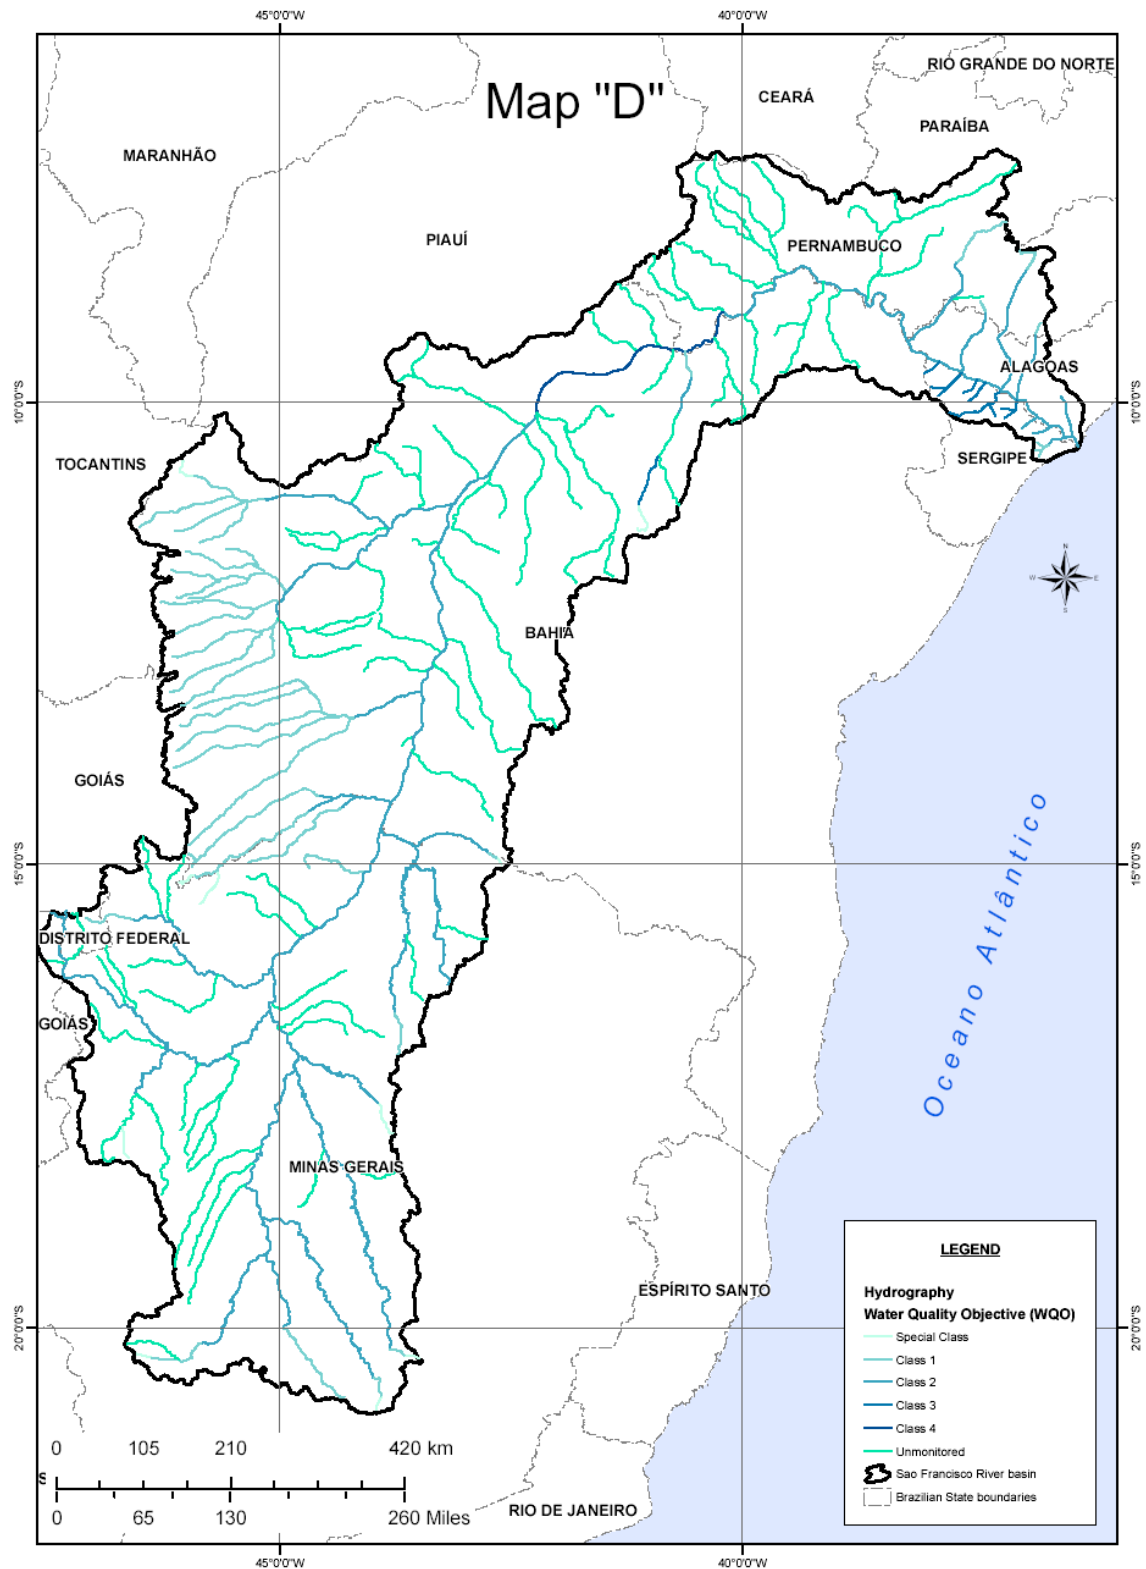 45°0'0"W
40°0'0"W
RIO GRANDE DO NORTE
Map "D"
CEARÁ
PARAÍBA
MARANHÃO
PIAUÍ
PERNAMBUCO
ALAGOAS
10°0'0"S
10°0'0"S
TOCANTINS
SERGIPE
N
W
E
S
BAHIA
GOIÁS
Oceano Atlântico
15°0'0"S
15°0'0"S
DISTRITO FEDERAL
GOIÁS
MINAS GERAIS
ESPÍRITO SANTO
20°0'0"S
20°0'0"S
LEGEND
Hydrography
Water Quality Objective (WQO)
Special Class
Class 1
Class 2
Class 3
Class 4
Unmonitored
Sao Francisco River basin
Brazilian State boundaries
0 105 210 420 km
S
0 65 130 260 Miles
RIO DE JANEIRO
45°0'0"W
40°0'0"W